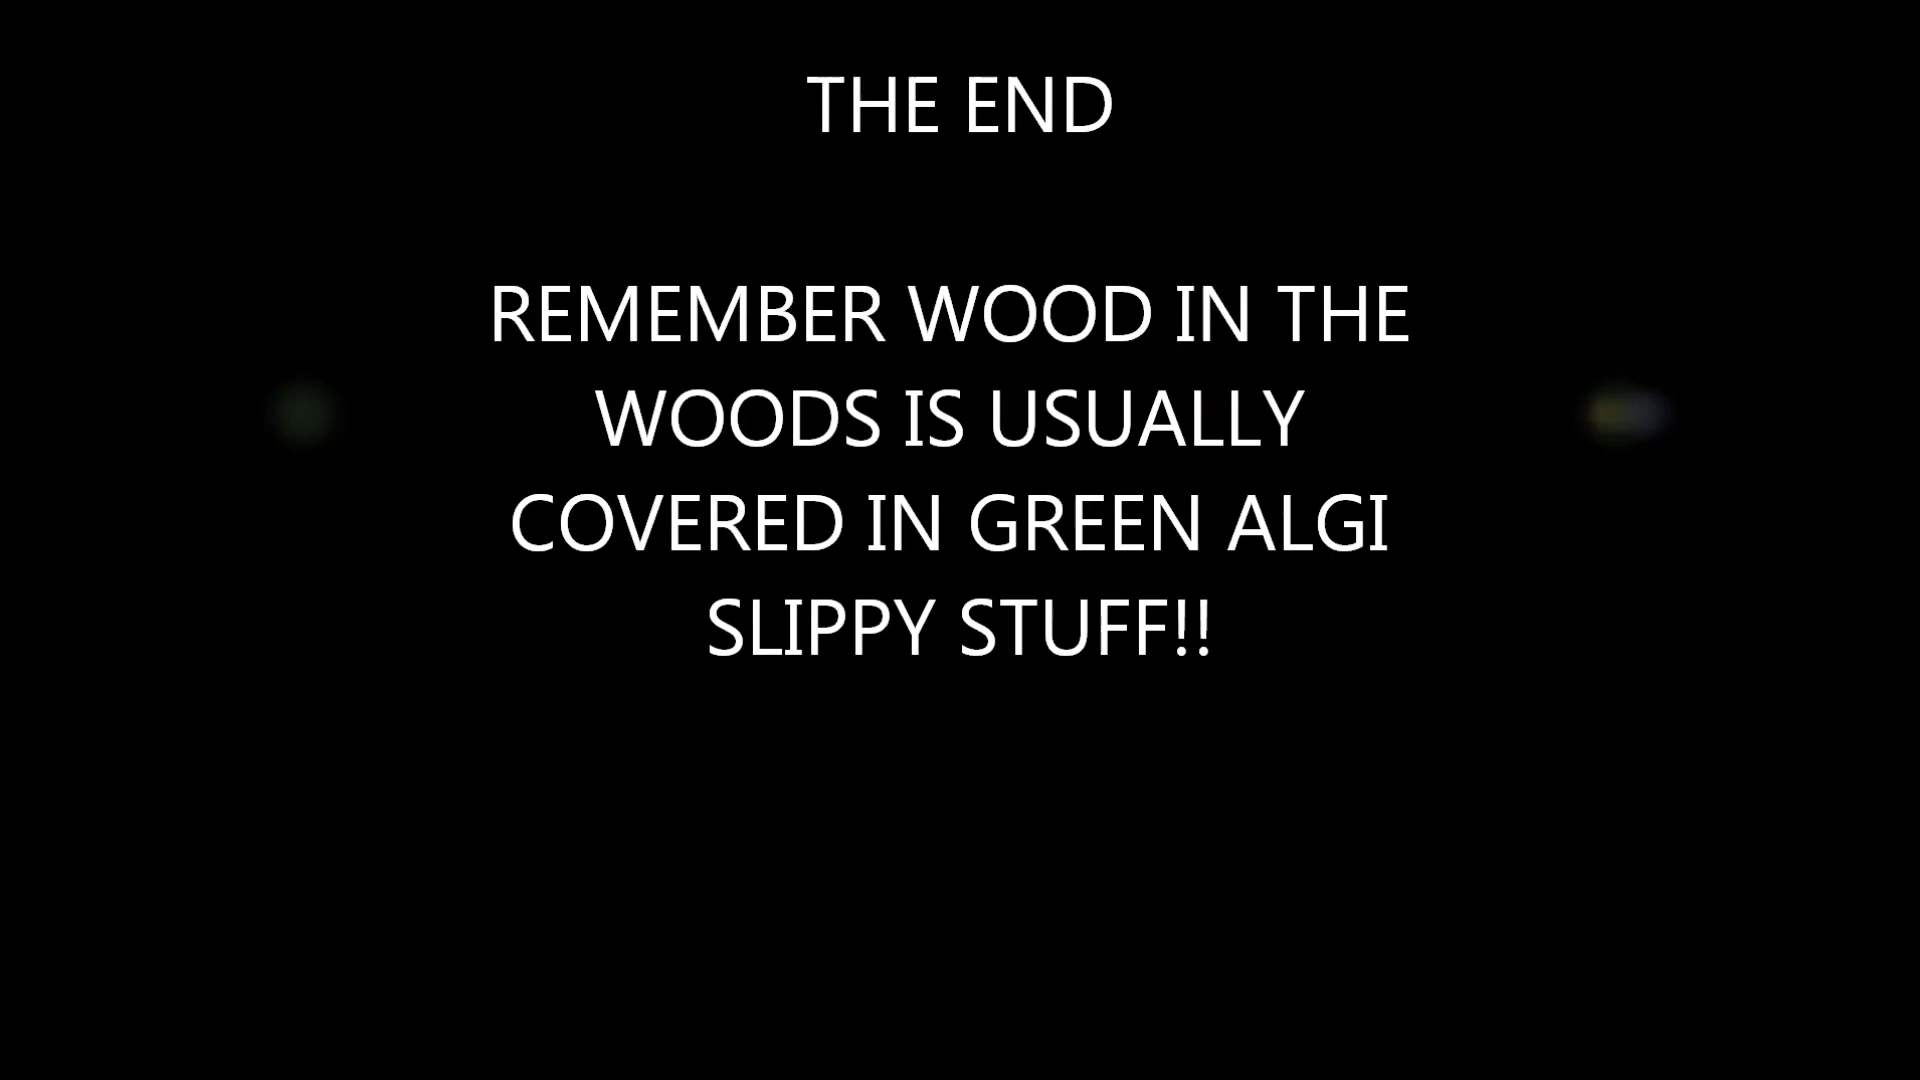 THE END
REMEMBER WOOD IN THE
WOODS IS USUALLY
COVERED IN GREEN ALGI
SLIPPY STUFF!!